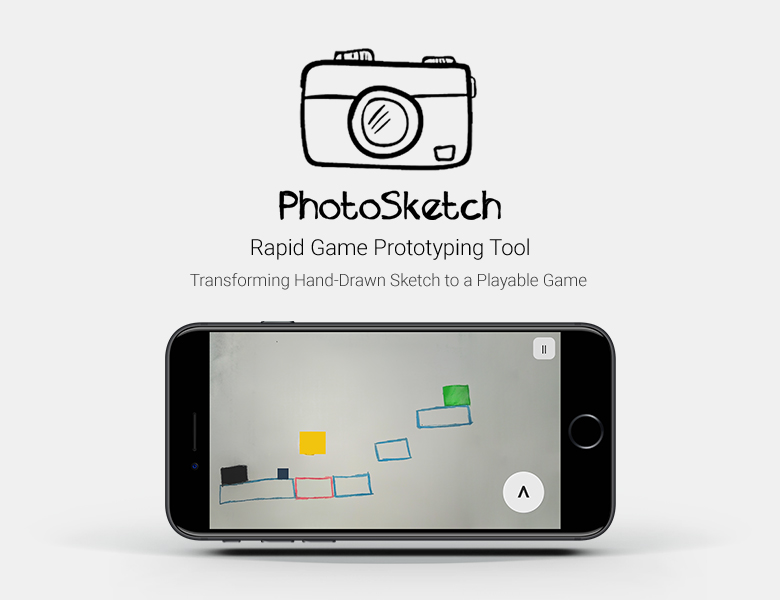 PhotoSketch
Rapid Game Prototyping Tool
Transforming Hand-Drawn Sketch to a Playable Game